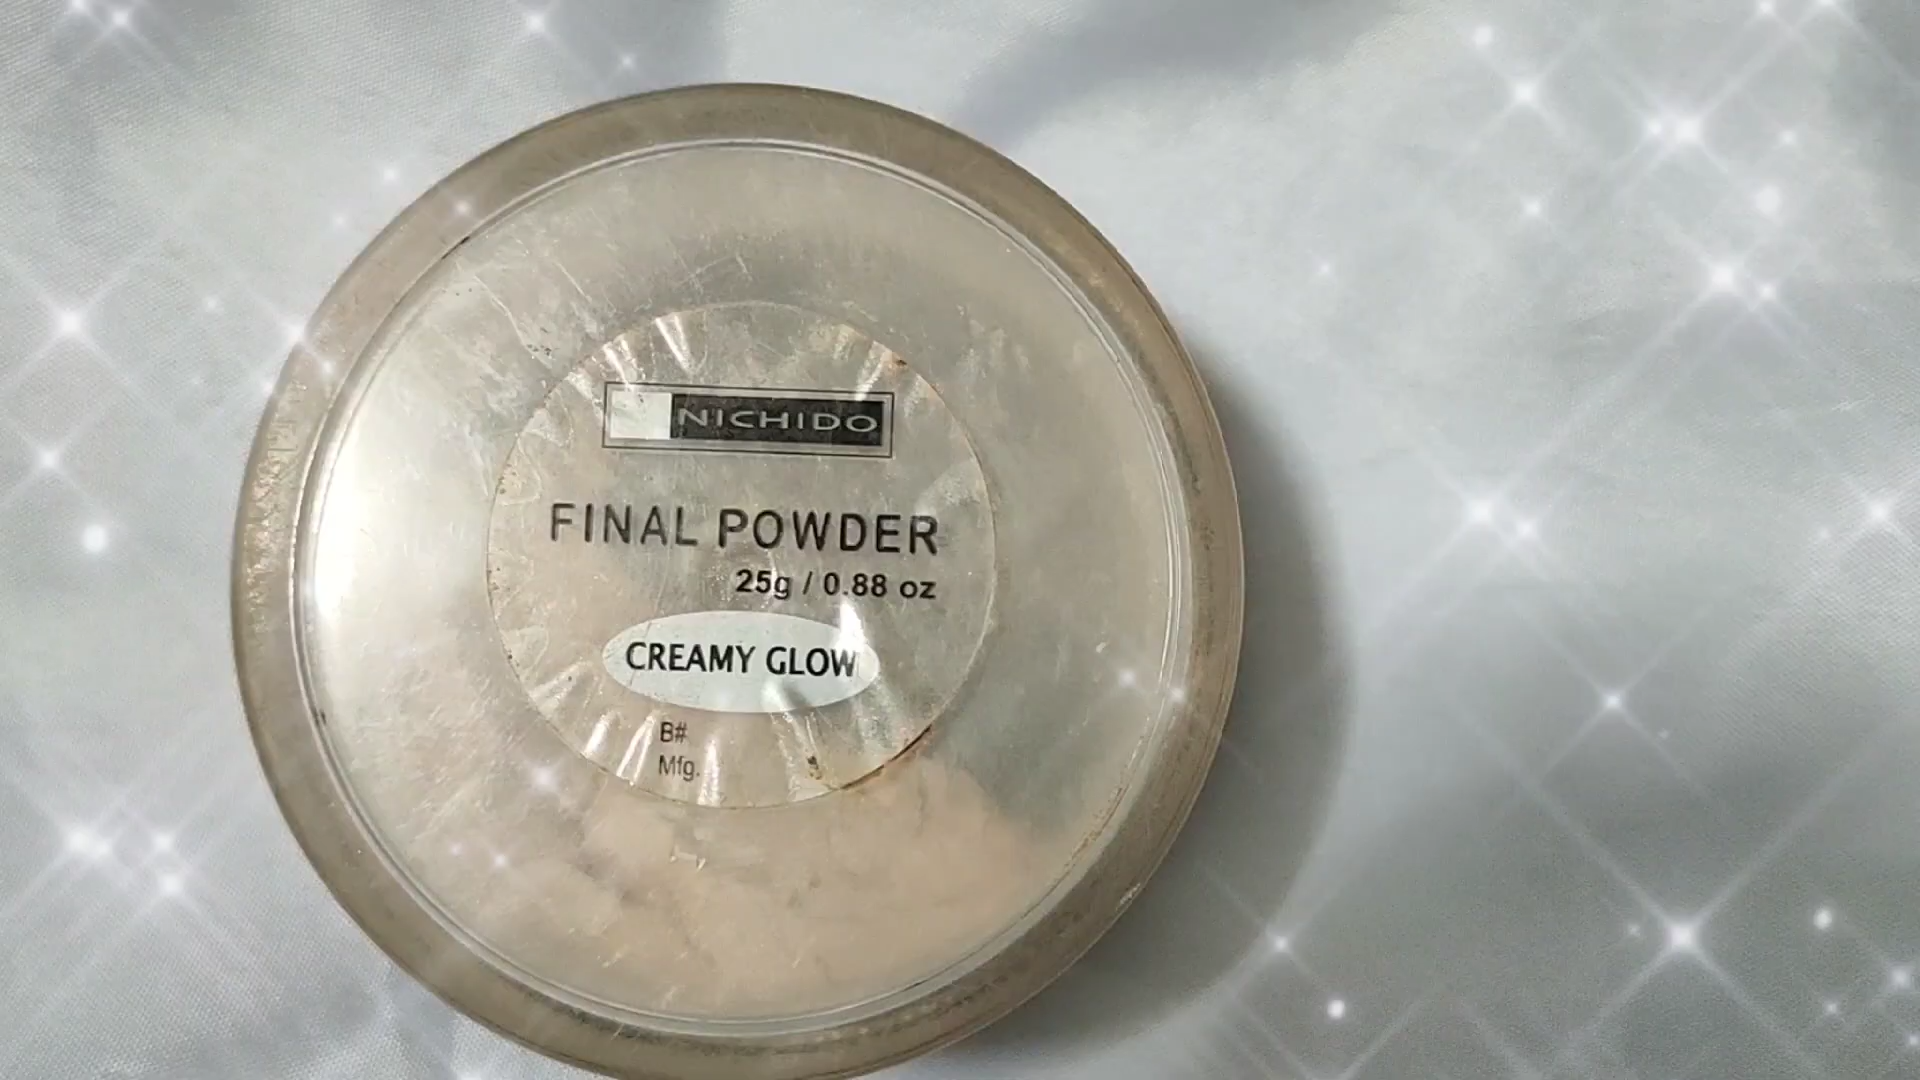 NICHIDO
FINAL POWDER
25g / 0.88 oz
CREAMY GLOW
B#
Mfg.